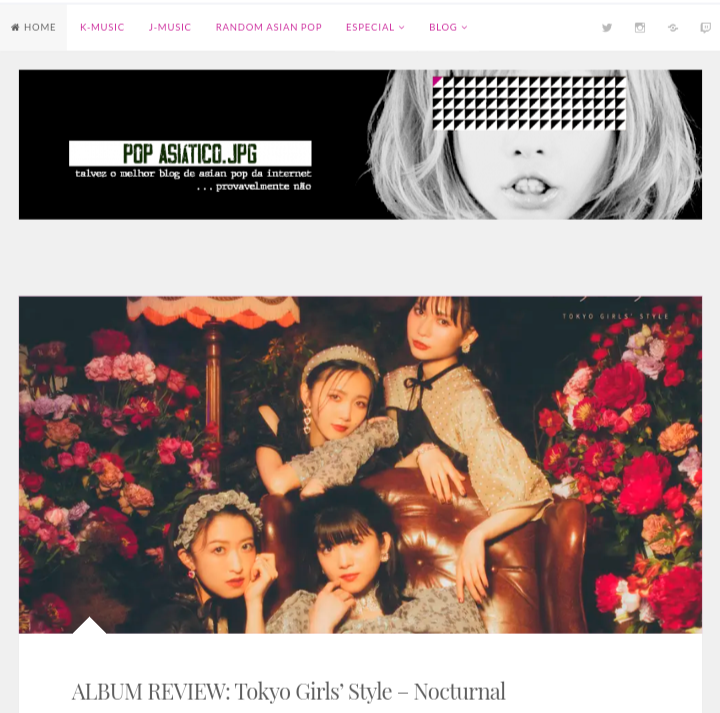 HOME K-MUSIC J-MUSIC RANDOM ASIAN POP ESPECIAL BLOG
POP ASIÁTICO.JPG
talvez o melhor blog de asian pop da internet
... provavelmente não
TOKYO GIRLS' STYLE
ALBUM REVIEW: Tokyo Girls' Style – Nocturnal